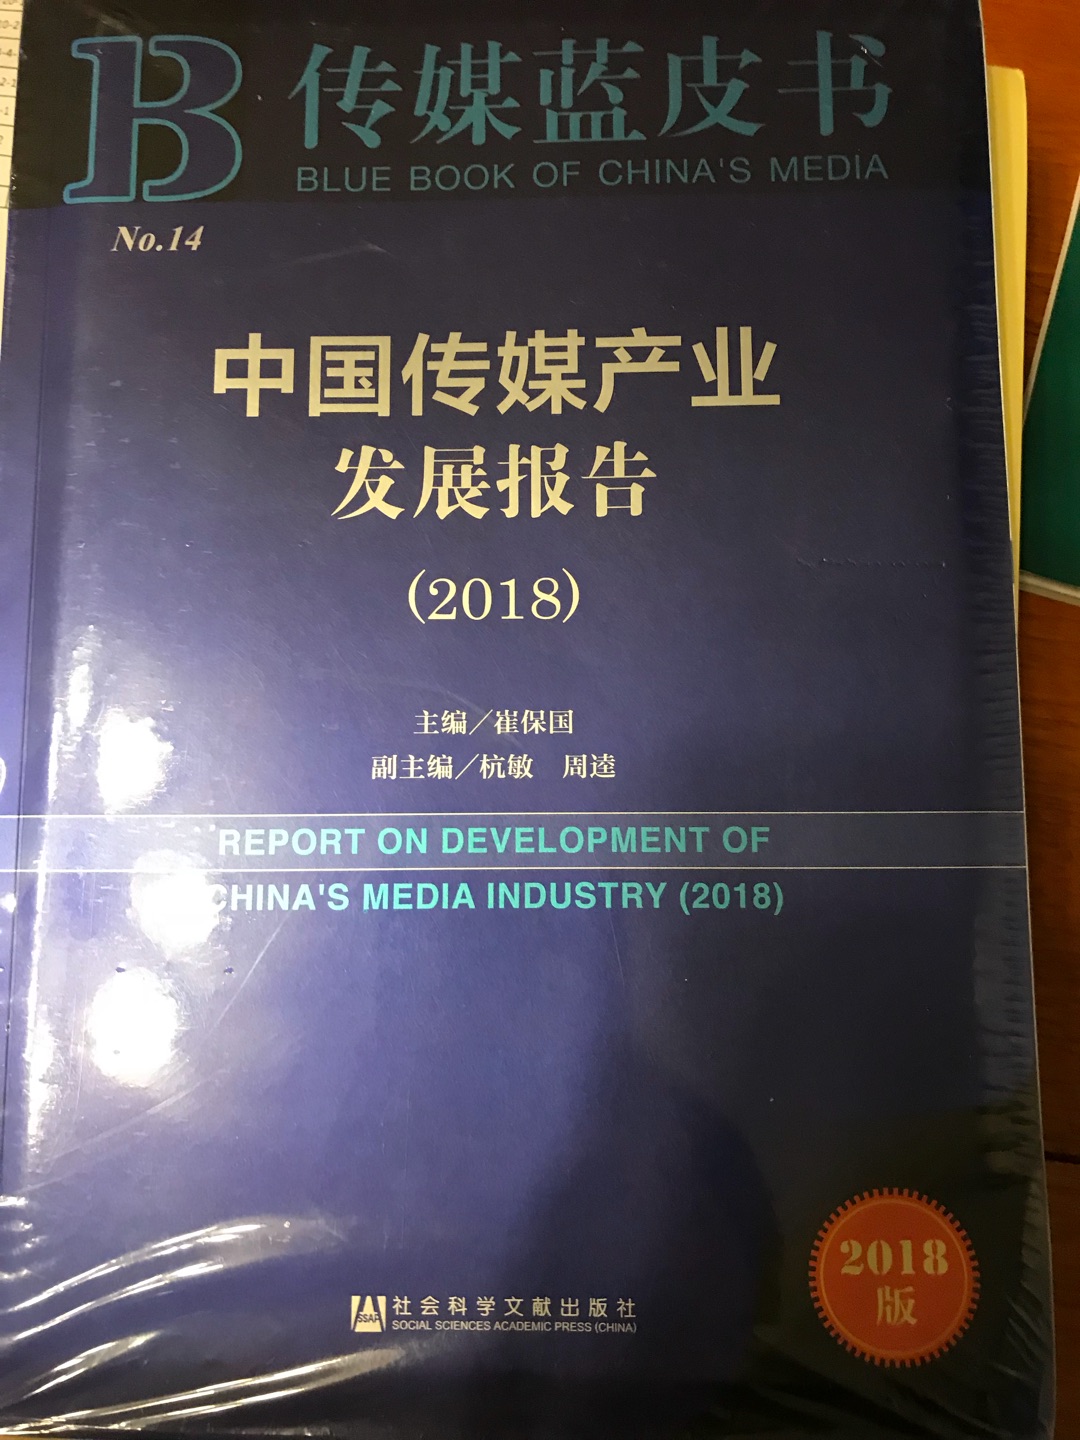 B 传媒蓝皮书
BLUE BOOK OF CHINA'S MEDIA
No.14
中国传媒产业
发展报告
(2018)
主编／崔保国
副主编／杭敏 周逵
REPORT ON DEVELOPMENT OF
CHINA'S MEDIA INDUSTRY (2018)
2018
版
SSAP
社会科学文献出版社
SOCIAL SCIENCES ACADEMIC PRESS (CHINA)